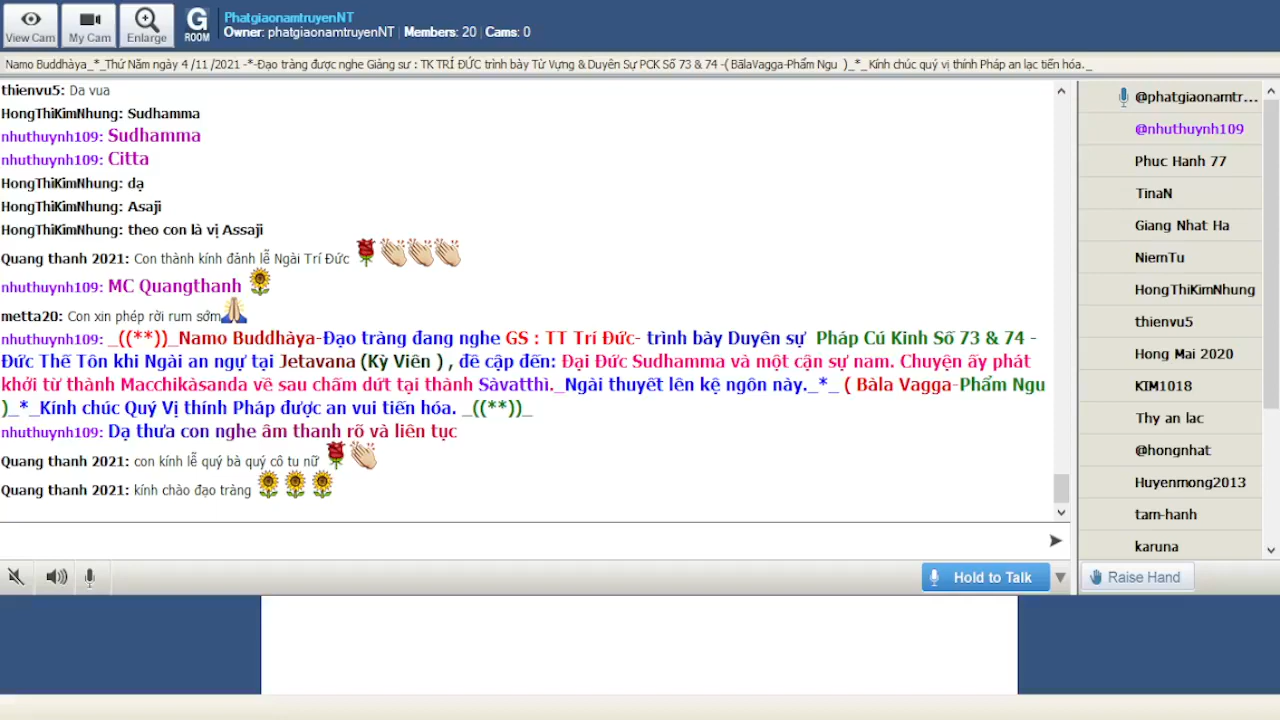 View Cam
My Cam
Enlarge
G
ROOM
PhatgiaonamtruyenNT
Owner: phatgiaonamtruyenNT | Members: 20 | Cams: 0
Namo Buddhàya_*_Thứ Năm ngày 4 /11 /2021 -*-Đạo tràng được nghe Giảng sư : TK TRÍ ĐỨC trình bày Từ Vựng & Duyên Sự PCK Số 73 & 74 -( BālaVagga-Phẩm Ngu )_*_Kính chúc quý vị thính Pháp an lạc tiến hóa._
thienvu5: Da vua
HongThiKimNhung: Sudhamma
nhuthuynh109: Sudhamma
nhuthuynh109: Citta
HongThiKimNhung: dạ
HongThiKimNhung: Asaji
HongThiKimNhung: theo con là vị Assaji
Quang thanh 2021: Con thành kính đảnh lễ Ngài Trí Đức
nhuthuynh109: MC Quangthanh
metta20: Con xin phép rời rum sớm
nhuthuynh109: _((**))_Namo Buddhàya-Đạo tràng đang nghe GS : TT Trí Đức- trình bày Duyên sự Pháp Cú Kinh Số 73 & 74 -
Đức Thế Tôn khi Ngài an ngự tại Jetavana (Kỳ Viên ) , đề cập đến: Đại Đức Sudhamma và một cận sự nam. Chuyện ấy phát
khởi từ thành Macchikàsanda về sau chấm dứt tại thành Sàvatthì._Ngài thuyết lên kệ ngôn này._*_ ( Bàla Vagga-Phẩm Ngu
)_*_Kính chúc Quý Vị thính Pháp được an vui tiến hóa. _((**))_
nhuthuynh109: Dạ thưa con nghe âm thanh rõ và liên tục
Quang thanh 2021: con kính lễ quý bà quý cô tu nữ
Quang thanh 2021: kính chào đạo tràng
Hold to Talk
@phatgiaonamtr...
@nhuthuynh109
Phuc Hanh 77
TinaN
Giang Nhat Ha
NiemTu
HongThiKimNhung
thienvu5
Hong Mai 2020
KIM1018
Thy an lac
@hongnhat
Huyenmong2013
tam-hanh
karuna
Raise Hand